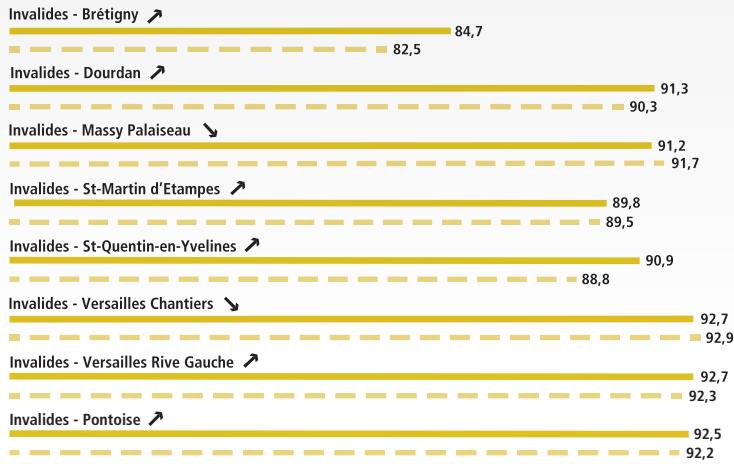 Invalides - Brétigny
84,7
82,5
Invalides - Dourdan
91,3
90,3
Invalides - Massy Palaiseau
91,2
91,7
Invalides - St-Martin d’Etampes
89,8
89,5
Invalides - St-Quentin-en-Yvelines
90,9
88,8
Invalides - Versailles Chantiers
92,7
92,9
Invalides - Versailles Rive Gauche
92,7
92,3
Invalides - Pontoise
92,5
92,2